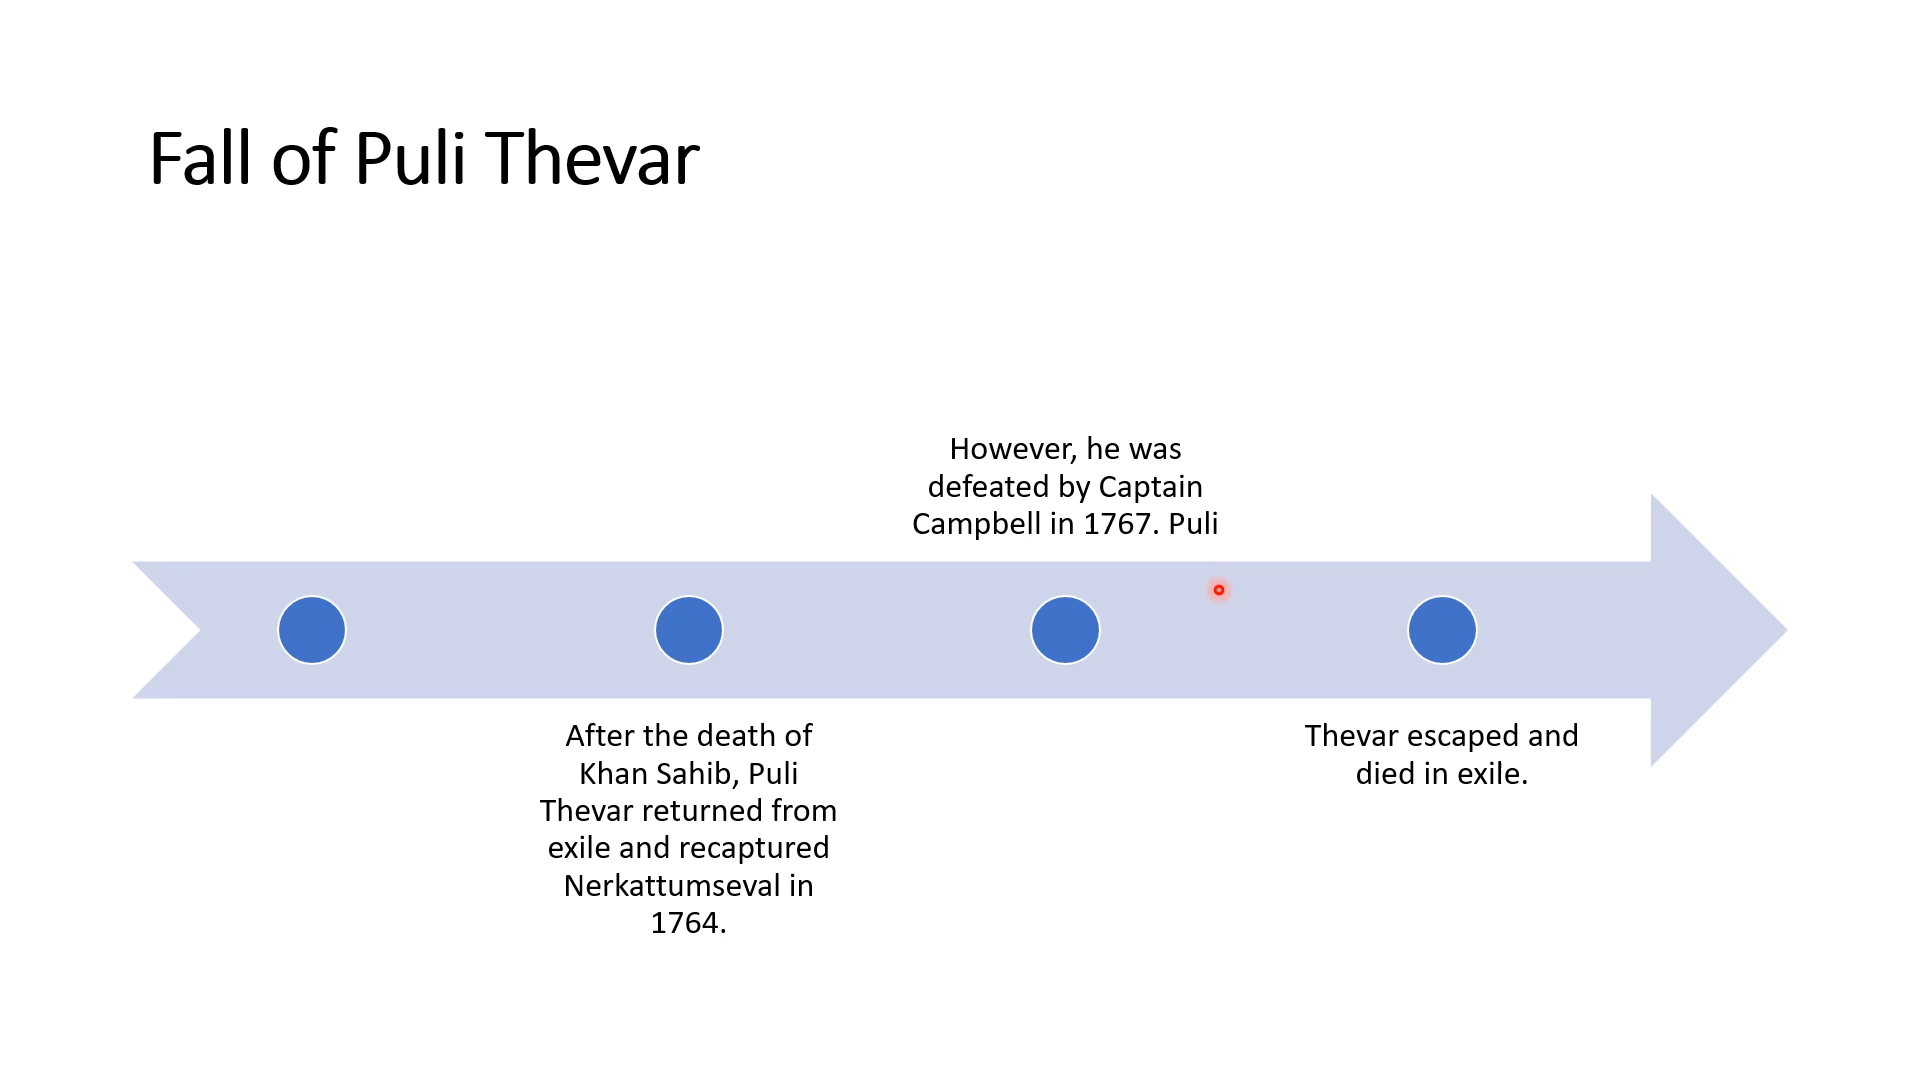 Fall of Puli Thevar
After the death of
Khan Sahib, Puli
Thevar returned from
exile and recaptured
Nerkattumseval in
1764.
However, he was
defeated by Captain
Campbell in 1767. Puli
Thevar escaped and
died in exile.